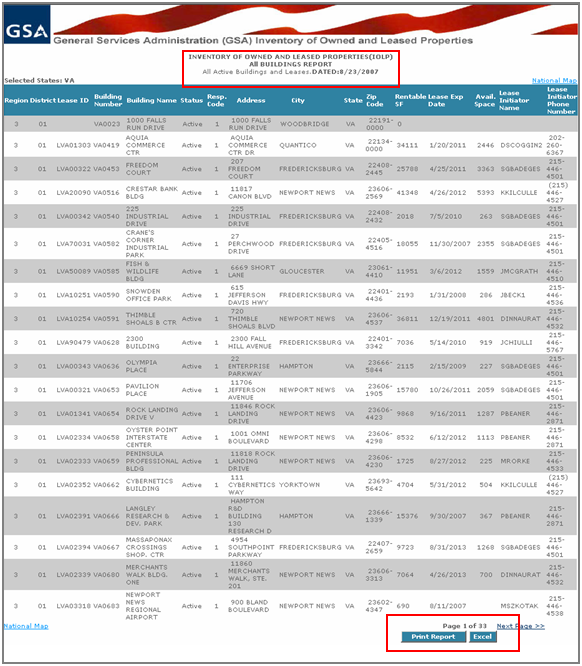 GSA
General Services Administration (GSA) Inventory of Owned and Leased Properties
INVENTORY OF OWNED AND LEASED PROPERTIES(IOLP)
All BUILDINGS REPORT
All Active Buildings and Leases.DATED:8/23/2007
Selected States: VA National Map
Region District Lease ID Building Number Building Name Status Resp. Code Address City State Zip Code Rentable SF Lease Exp Date Avail. Space Lease Initiator Name Lease Initiator Phone Number
3 01 VA0023 1000 FALLS RUN DRIVE Active 1 1000 FALLS RUN DRIVE WOODBRIDGE VA 22191-0000 0
3 01 LVA01303 VA0419 AQUIA COMMERCE CTR Active 1 AQUIA COMMERCE CTR DR QUANTICO VA 22134-0000 34111 1/20/2011 2446 DSCOGGIN2 202-260-6367
3 01 LVA00322 VA0453 FREEDOM COURT Active 1 207 FREEDOM COURT FREDERICKSBURG VA 22408-2445 25788 4/25/2011 3363 SGBADEGES 215-446-4501
3 01 LVA20090 VA0516 CRESTAR BANK BLDG Active 1 11817 CANON BLVD NEWPORT NEWS VA 23606-2569 41348 4/26/2012 5393 KKILCULLE (215) 446-4527
3 01 LVA00342 VA0540 225 INDUSTRIAL DRIVE Active 1 225 INDUSTRIAL DRIVE FREDERICKSBURG VA 22408-2432 2018 7/5/2010 263 SGBADEGES 215-446-4501
3 01 LVA70031 VA0582 CRANE'S CORNER INDUSTRIAL PARK Active 1 27 PERCHWOOD DRIVE FREDERICKSBURG VA 22405-4516 18055 11/30/2007 2355 SGBADEGES 215-446-4501
3 01 LVA50089 VA0585 FISH & WILDLIFE BLDG Active 1 6669 SHORT LANE GLOUCESTER VA 23061-4410 11951 3/6/2012 1559 JMCGRATH 215-446-4510
3 01 LVA10251 VA0590 SNOWDEN OFFICE PARK Active 1 615 JEFFERSON DAVIS HWY FREDERICKSBURG VA 22401-4436 2193 1/31/2008 286 JBECK1 215-446-4536
3 01 LVA10254 VA0591 THIMBLE SHOALS & CTR Active 1 720 THIMBLE SHOALS BLVD NEWPORT NEWS VA 23606-4537 36811 12/19/2011 4801 DINNAURAT 215-446-4532
3 01 LVA90479 VA0628 2300 BUILDING Active 1 2300 FALL HILL AVENUE FREDERICKSBURG VA 22401-3342 7036 5/14/2010 919 JCHIULLI 215-446-5767
3 01 LVA00343 VA0636 OLYMPIA PLACE Active 1 22 ENTERPRISE PARKWAY HAMPTON VA 23666-5844 2115 2/15/2009 227 SGBADEGES 215-446-4501
3 01 LVA00321 VA0653 PAVILION PLACE Active 1 11706 JEFFERSON AVENUE NEWPORT NEWS VA 23606-1905 15780 10/26/2011 2059 SGBADEGES 215-446-4501
3 01 LVA01341 VA0654 ROCK LANDING DRIVE V Active 1 11846 ROCK LANDING DRIVE NEWPORT NEWS VA 23606-4423 9868 9/16/2011 1287 PBEANER 215-446-2871
3 01 LVA02334 VA0658 OYSTER POINT INTERSTATE CENTER Active 1 1001 OMNI BOULEVARD NEWPORT NEWS VA 23606-4298 8532 6/12/2012 1113 PBEANER 215-446-2871
3 01 LVA02333 VA0659 PENINSULA PROFESSIONAL BLDG Active 1 11818 ROCK LANDING DRIVE NEWPORT NEWS VA 23606-4230 1725 8/27/2012 225 MRORKE 215-446-4533
3 01 LVA02352 VA0662 CYBERNETICS BUILDING Active 1 111 CYBERNETICS WAY YORKTOWN VA 23693-5642 4704 5/31/2012 504 KKILCULLE (215) 446-4527
3 01 LVA02391 VA0666 LANGLEY RESEARCH & DEV. PARK Active 1 HAMPTON R&D BUILDING 130 RESEARCH D HAMPTON VA 23666-1339 15376 9/30/2007 367 PBEANER 215-446-2871
3 01 LVA02394 VA0667 MASSAPONAX CROSSINGS SHOP. CTR Active 1 4954 SOUTHPOINT PARKWAY FREDERICKSBURG VA 22407-2659 9723 8/31/2013 1268 SGBADEGES 215-446-4501
3 01 LVA02339 VA0680 MERCHANTS WALK BLDG. ONE Active 1 11860 MERCHANTS WALK, STE. 201 NEWPORT NEWS VA 23606-3313 7064 4/26/2013 700 DINNAURAT 215-446-4532
3 01 LVA03318 VA0683 NEWPORT NEWS REGIONAL AIRPORT Active 1 900 BLAND BOULEVARD NEWPORT NEWS VA 23602-4347 690 8/11/2007 MSZKOTAK 215-446-4538
National Map Page 1 of 33 Next Page >>
Print Report Excel